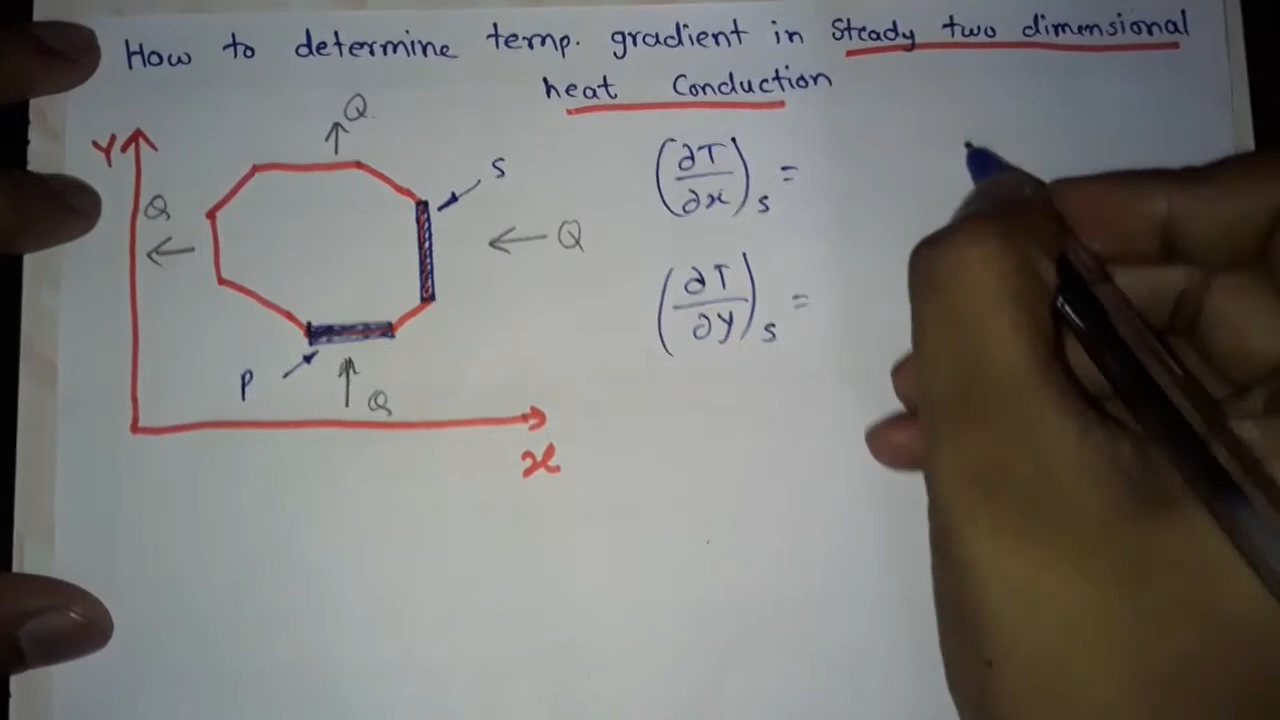 How to determine temp. gradient in Steady two dimensional
heat Conduction
Q
Y
S
Q
Q
P
Q
x
(∂T/∂x)s =
(∂T/∂y)s =